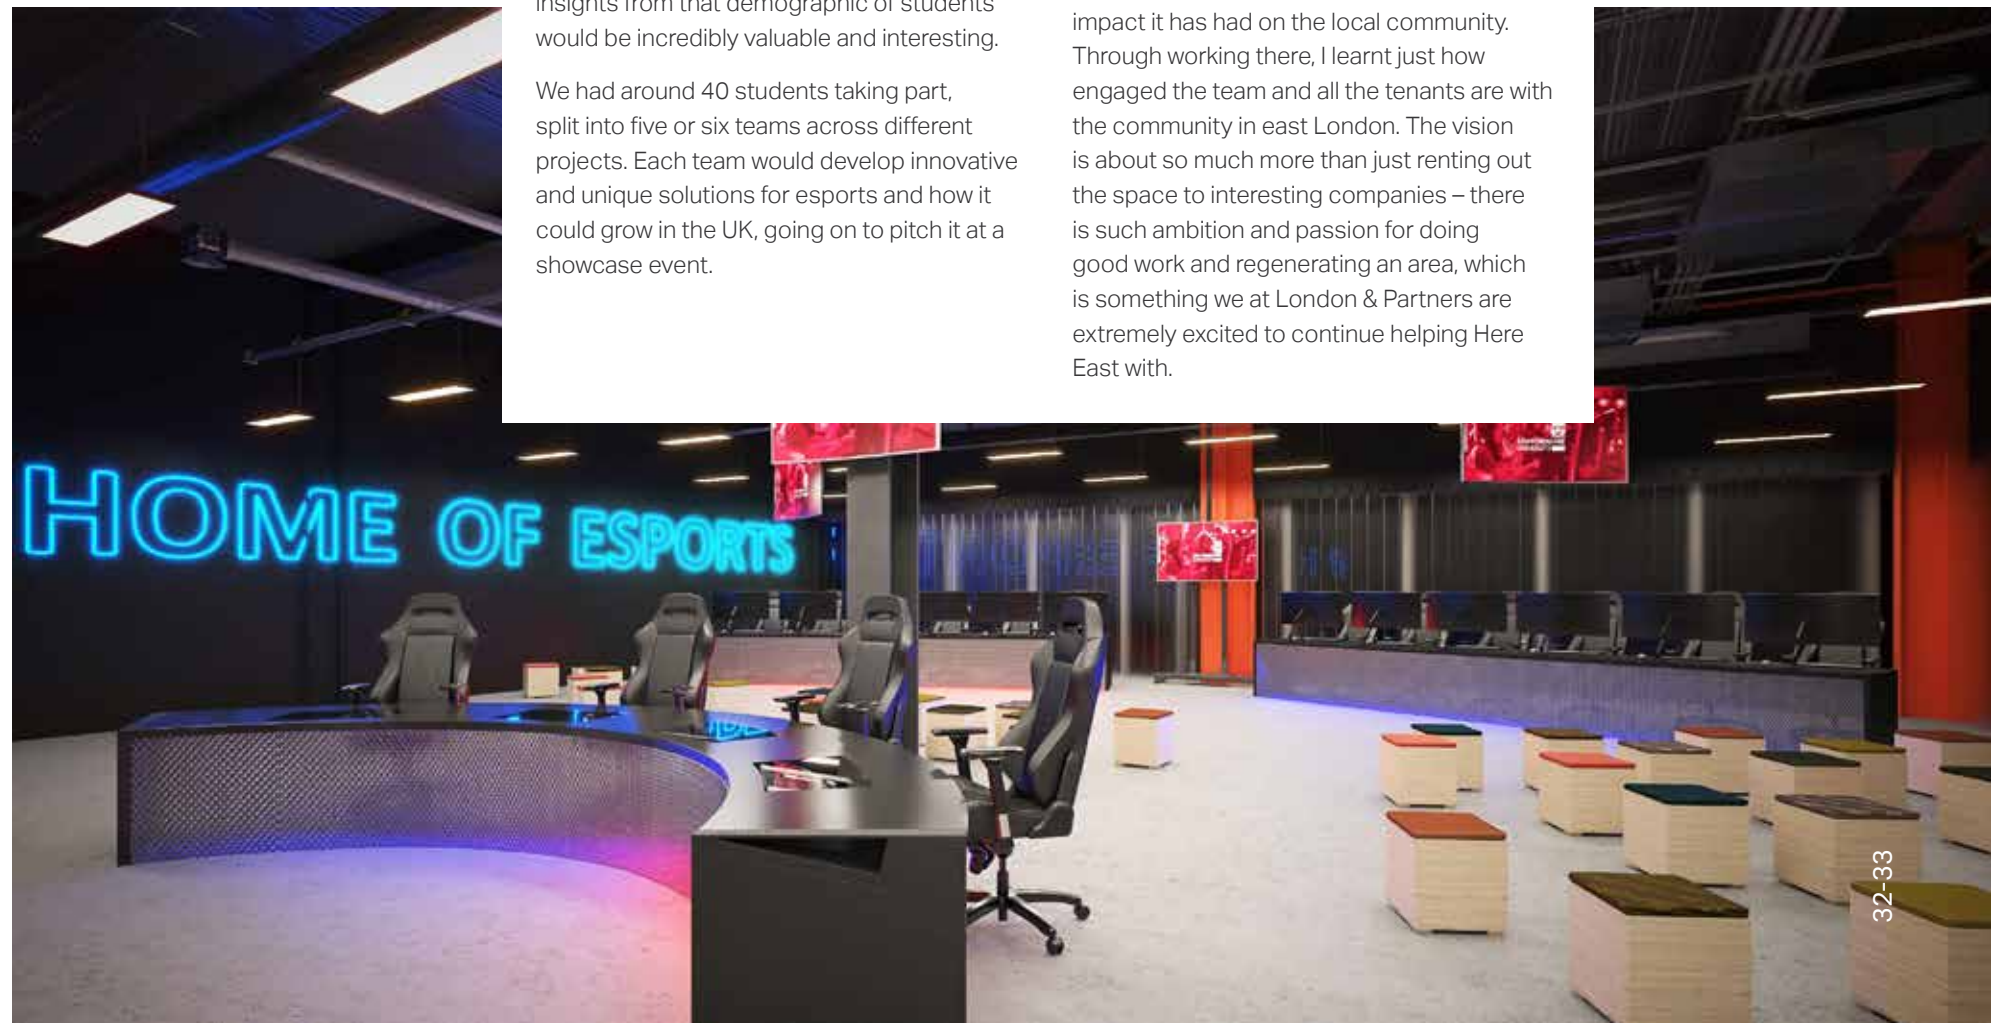 insights from that demographic of students
would be incredibly valuable and interesting.
We had around 40 students taking part,
split into five or six teams across different
projects. Each team would develop innovative
and unique solutions for esports and how it
could grow in the UK, going on to pitch it at a
showcase event.
impact it has had on the local community.
Through working there, I learnt just how
engaged the team and all the tenants are with
the community in east London. The vision
is about so much more than just renting out
the space to interesting companies – there
is such ambition and passion for doing
good work and regenerating an area, which
is something we at London & Partners are
extremely excited to continue helping Here
East with.
HOME OF ESPORTS
32-33